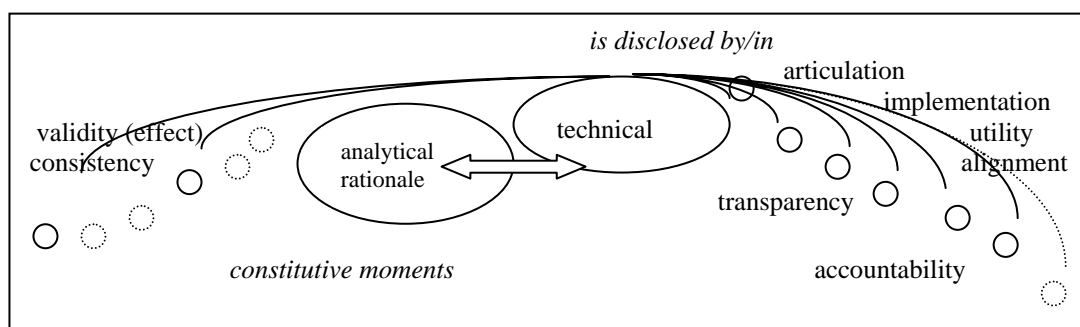 is disclosed by/in
articulation
implementation
validity (effect)
technical
utility
consistency
analytical
rationale
alignment
transparency
constitutive moments
accountability